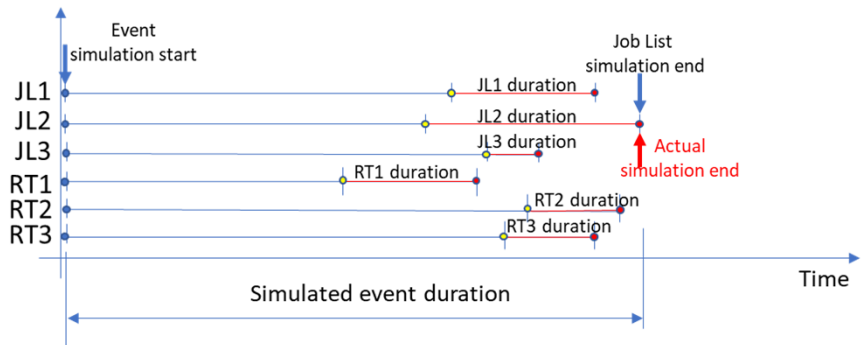 Event
simulation start
Job List
simulation end
JL1
JL1 duration
JL2
JL2 duration
JL3
JL3 duration
Actual
simulation end
RT1
RT1 duration
RT2
RT2 duration
RT3
RT3 duration
Time
Simulated event duration